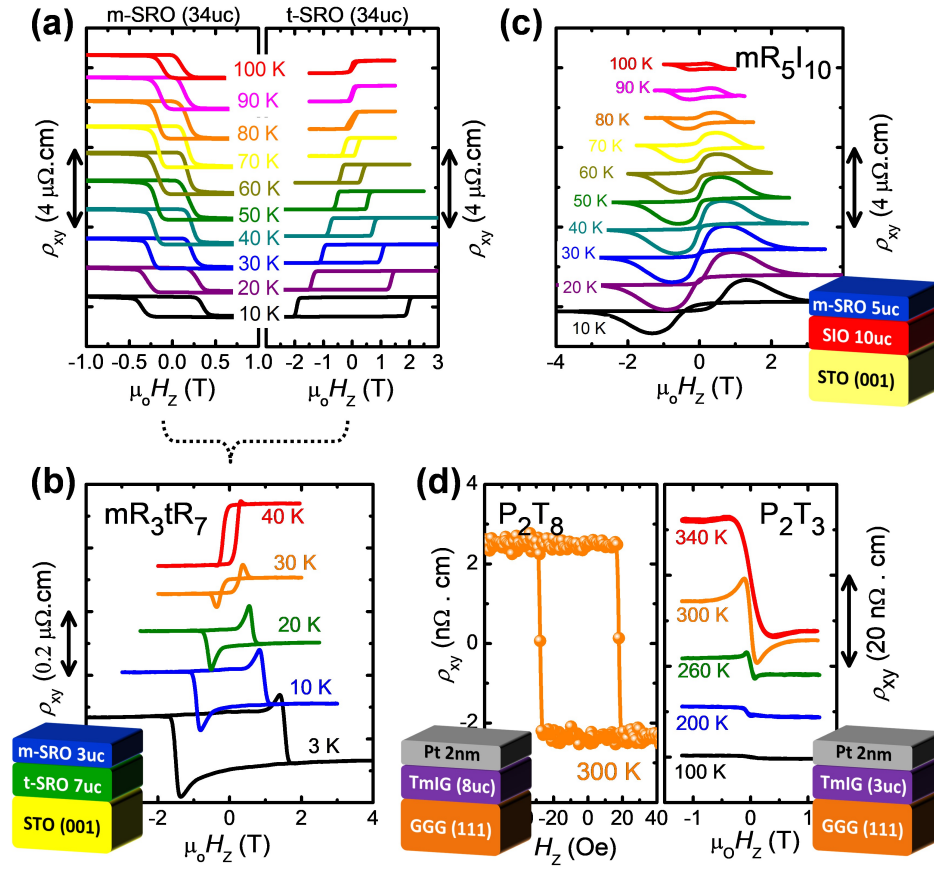 (a)
m-SRO (34uc)
t-SRO (34uc)
100 K
90 K
80 K
70 K
60 K
50 K
40 K
30 K
20 K
10 K
ρxy (4 μΩ.cm)
ρxy (4 μΩ.cm)
-1.0 -0.5 0.0 0.5 1.0
-3 -2 -1 0 1 2 3
μoHZ (T)
μoHZ (T)
(c)
mR5I10
100 K
90 K
80 K
70 K
60 K
50 K
40 K
30 K
20 K
10 K
ρxy (4 μΩ.cm)
-4 -2 0 2 4
μoHZ (T)
m-SRO 5uc
SIO 10uc
STO (001)
(b)
mR3tR7
40 K
30 K
20 K
10 K
3 K
ρxy (0.2 μΩ.cm)
-4 -2 0 2 4
μoHZ (T)
m-SRO 3uc
t-SRO 7uc
STO (001)
(d)
P2T8
4
2
0
-2
ρxy (nΩ . cm)
300 K
-20 0 20 40
HZ (Oe)
Pt 2nm
TmIG (8uc)
GGG (111)
P2T3
340 K
300 K
260 K
200 K
100 K
ρxy (20 nΩ . cm)
-1 0 1
μOHZ (T)
Pt 2nm
TmIG (3uc)
GGG (111)